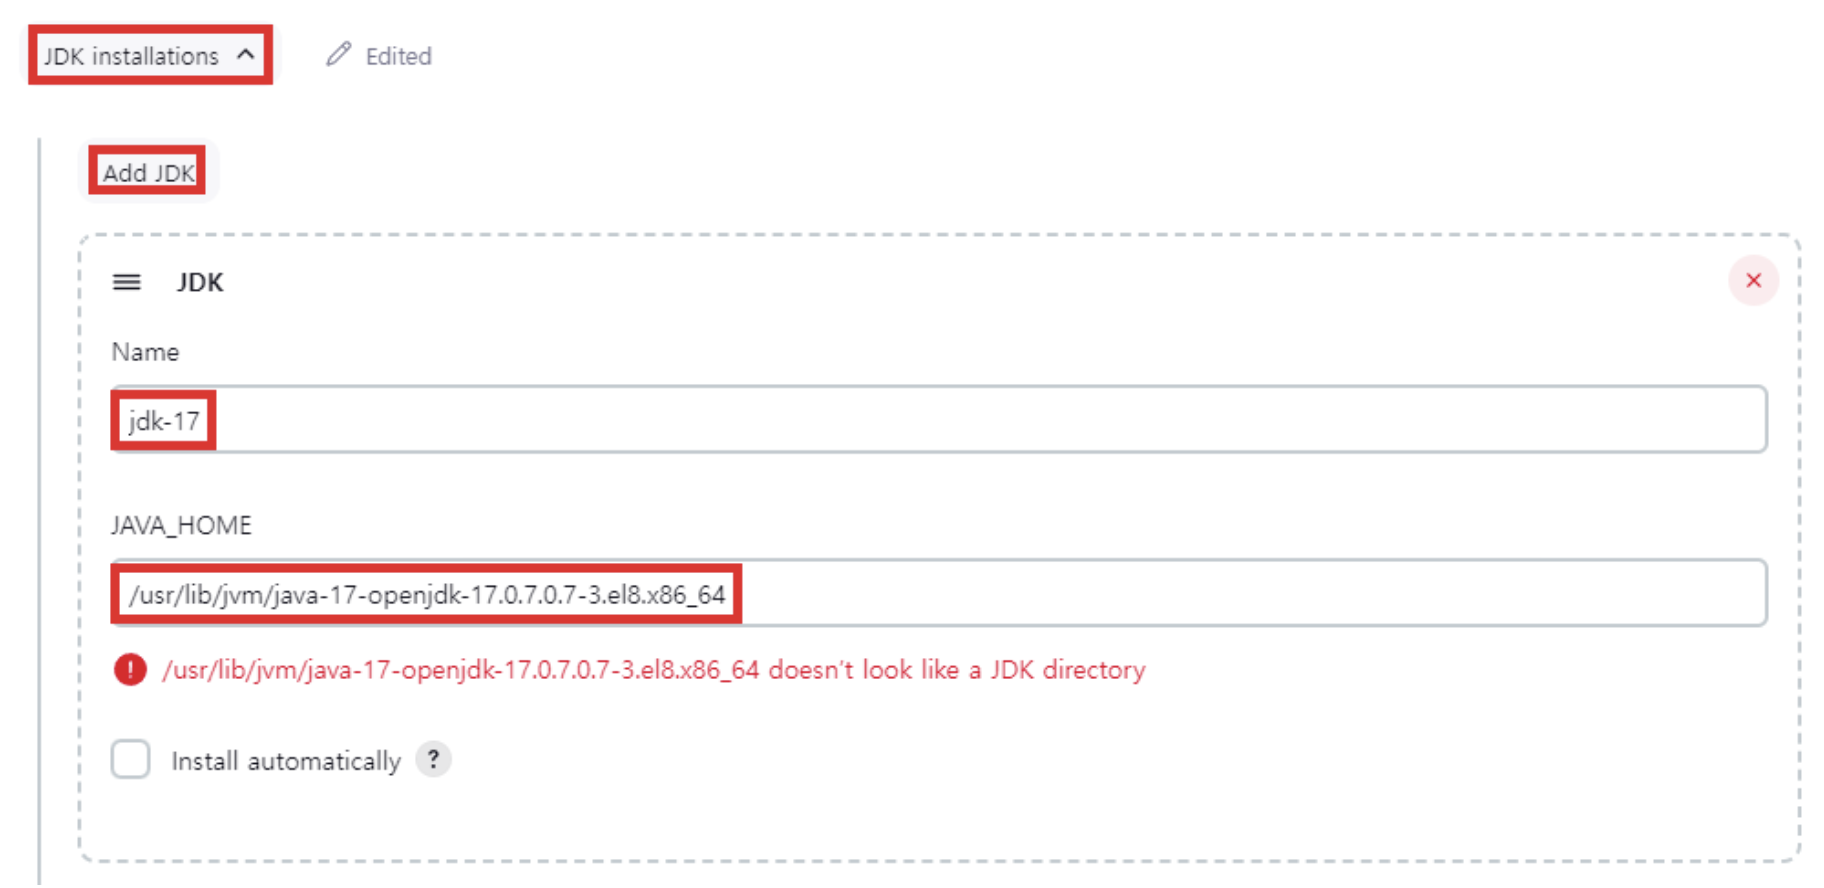 JDK installations
Edited
Add JDK
JDK
Name
jdk-17
JAVA_HOME
/usr/lib/jvm/java-17-openjdk-17.0.7.0.7-3.el8.x86_64
! /usr/lib/jvm/java-17-openjdk-17.0.7.0.7-3.el8.x86_64 doesn't look like a JDK directory
Install automatically ?